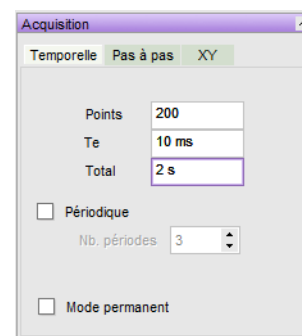 Acquisition
Temporelle Pas à pas XY
Points 200
Te 10 ms
Total 2 s
Périodique
Nb. périodes 3
Mode permanent